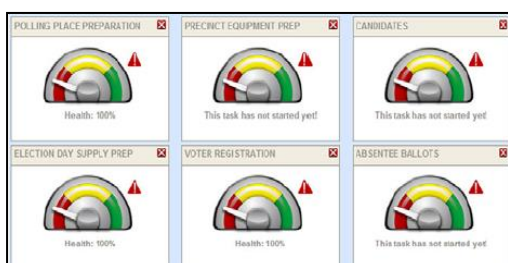 POLLING PLACE PREPARATION
PRECINCT EQUIPMENT PREP
CANDIDATES
Health: 100%
This task has not started yet!
This task has not started yet!
ELECTION DAY SUPPLY PREP
VOTER REGISTRATION
ABSENTEE BALLOTS
Health: 100%
Health: 100%
This task has not started yet!